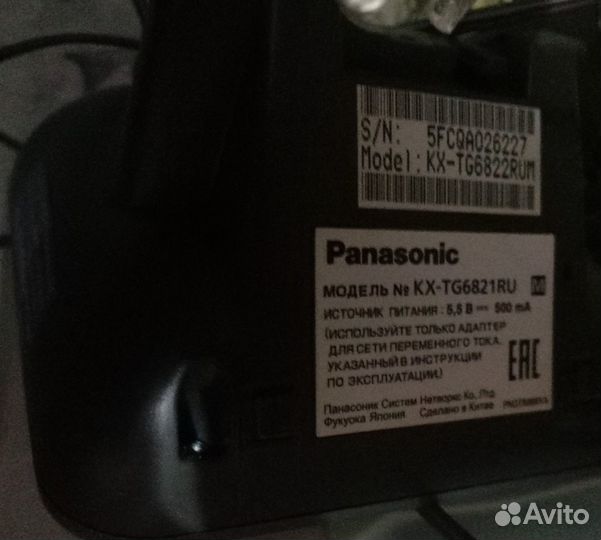 S/N: 5FCQA026227
Model: KX-TG6822RUM
Panasonic
МОДЕЛЬ № KX-TG6821RU M
ИСТОЧНИК ПИТАНИЯ : 5,5 В 500 mA
(ИСПОЛЬЗУЙТЕ ТОЛЬКО АДАПТЕР
ДЛЯ СЕТИ ПЕРЕМЕННОГО ТОКА,
УКАЗАННЫЙ В ИНСТРУКЦИИ
ПО ЭКСПЛУАТАЦИИ.)
EAC
Панасоник Систем Нетворкс Ко., Лтд.
Фукуока Япония Сделано в Китае
Avito